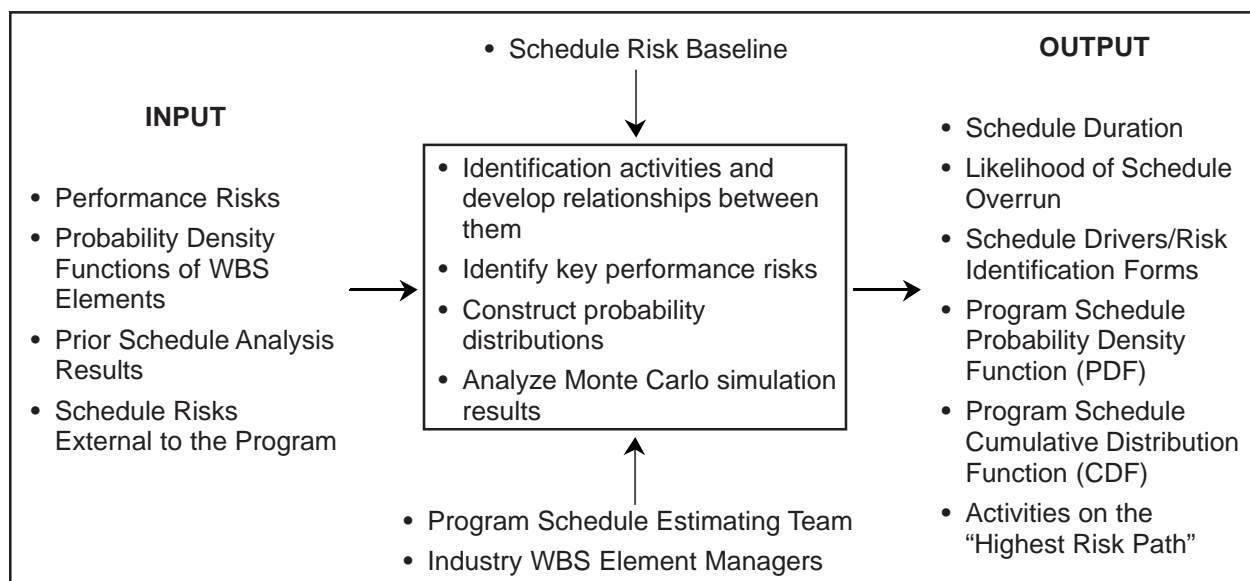 • Schedule Risk Baseline
INPUT
• Performance Risks
• Probability Density
Functions of WBS
Elements
• Prior Schedule Analysis
Results
• Schedule Risks
External to the Program
• Identification activities and
develop relationships between
them
• Identify key performance risks
• Construct probability
distributions
• Analyze Monte Carlo simulation
results
• Program Schedule Estimating Team
• Industry WBS Element Managers
OUTPUT
• Schedule Duration
• Likelihood of Schedule
Overrun
• Schedule Drivers/Risk
Identification Forms
• Program Schedule
Probability Density
Function (PDF)
• Program Schedule
Cumulative Distribution
Function (CDF)
• Activities on the
“Highest Risk Path”